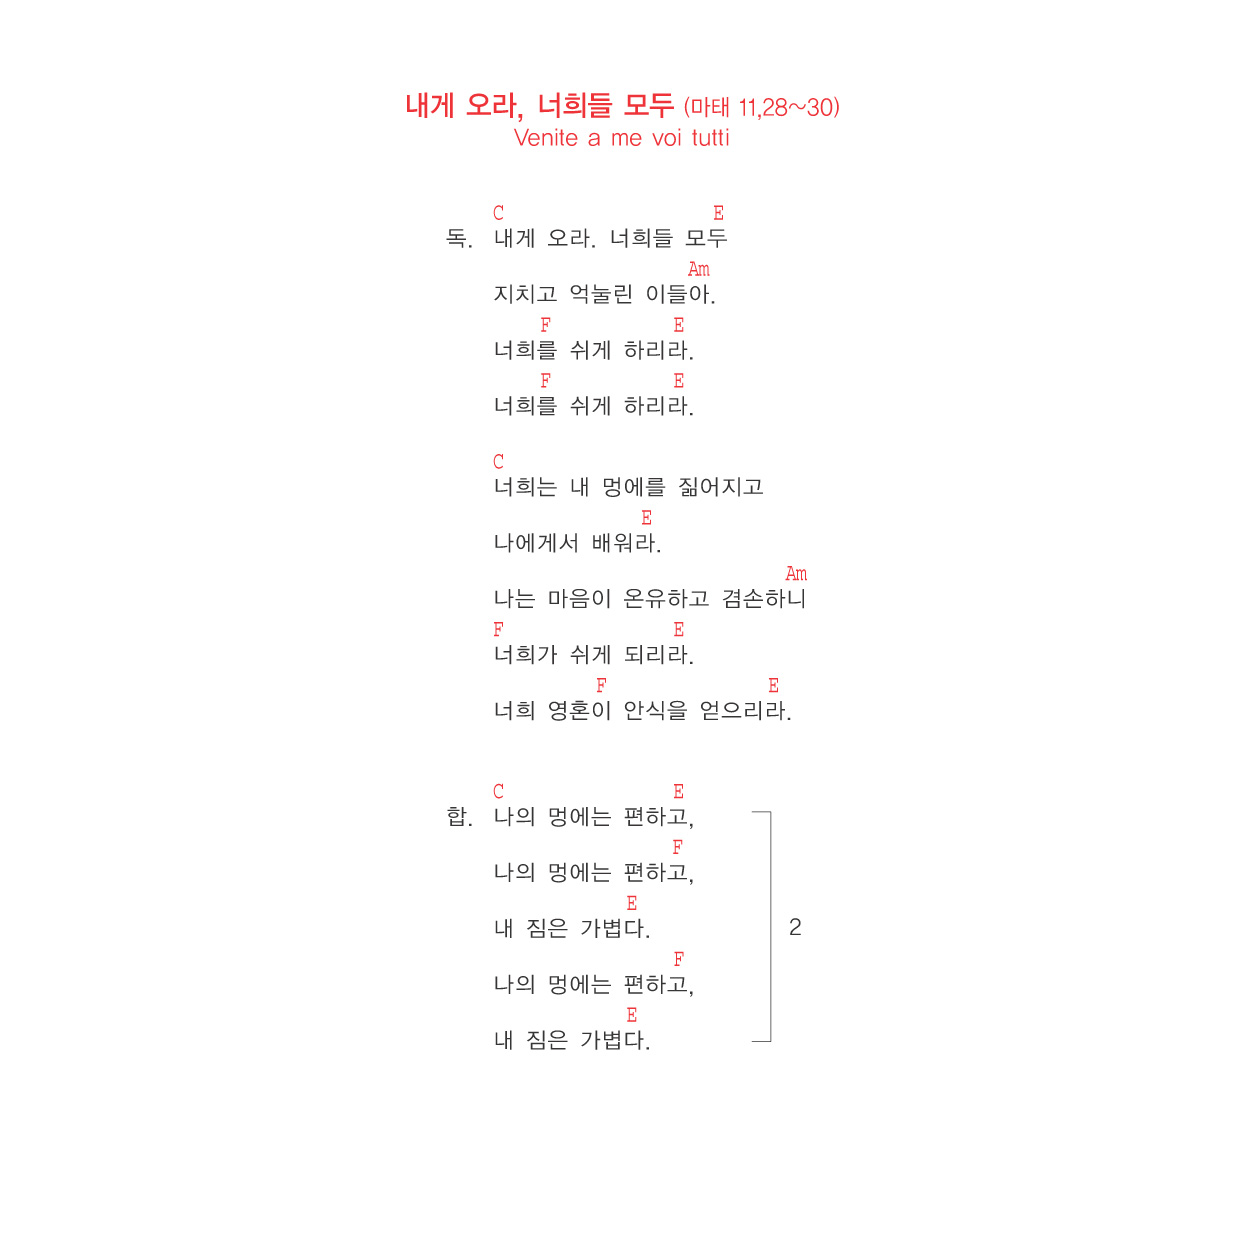 내게 오라, 너희들 모두 (마태 11,28~30)
Venite a me voi tutti
C E
독. 내게 오라. 너희들 모두
Am
지치고 억눌린 이들아.
F E
너희를 쉬게 하리라.
F E
너희를 쉬게 하리라.
C
너희는 내 멍에를 짊어지고
E
나에게서 배워라.
Am
나는 마음이 온유하고 겸손하니
F E
너희가 쉬게 되리라.
F E
너희 영혼이 안식을 얻으리라.
C E
합. 나의 멍에는 편하고,
F
나의 멍에는 편하고,
E
내 짐은 가볍다. 2
F
나의 멍에는 편하고,
E
내 짐은 가볍다.